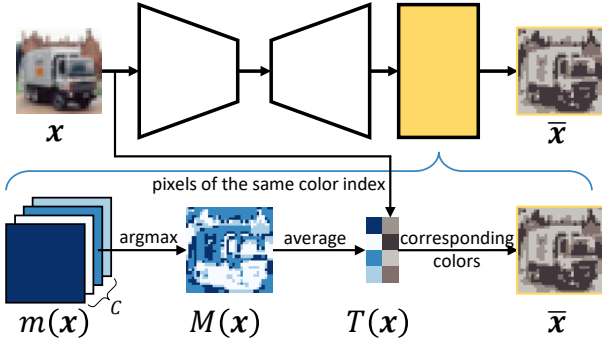 x
x̄
pixels of the same color index
argmax
average
corresponding
colors
C
m(x)
M(x)
T(x)
x̄